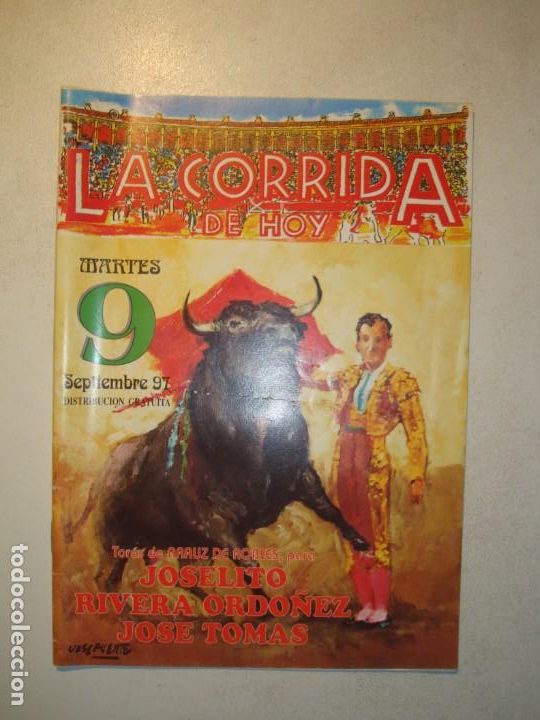 LA CORRIDA
DE HOY
MARTES
9
Septiembre 97
DISTRIBUCION GRATUITA
Toros de ARAUZ DE ROBLES, para
JOSELITO
RIVERA ORDOÑEZ
JOSE TOMAS
todocoleccion